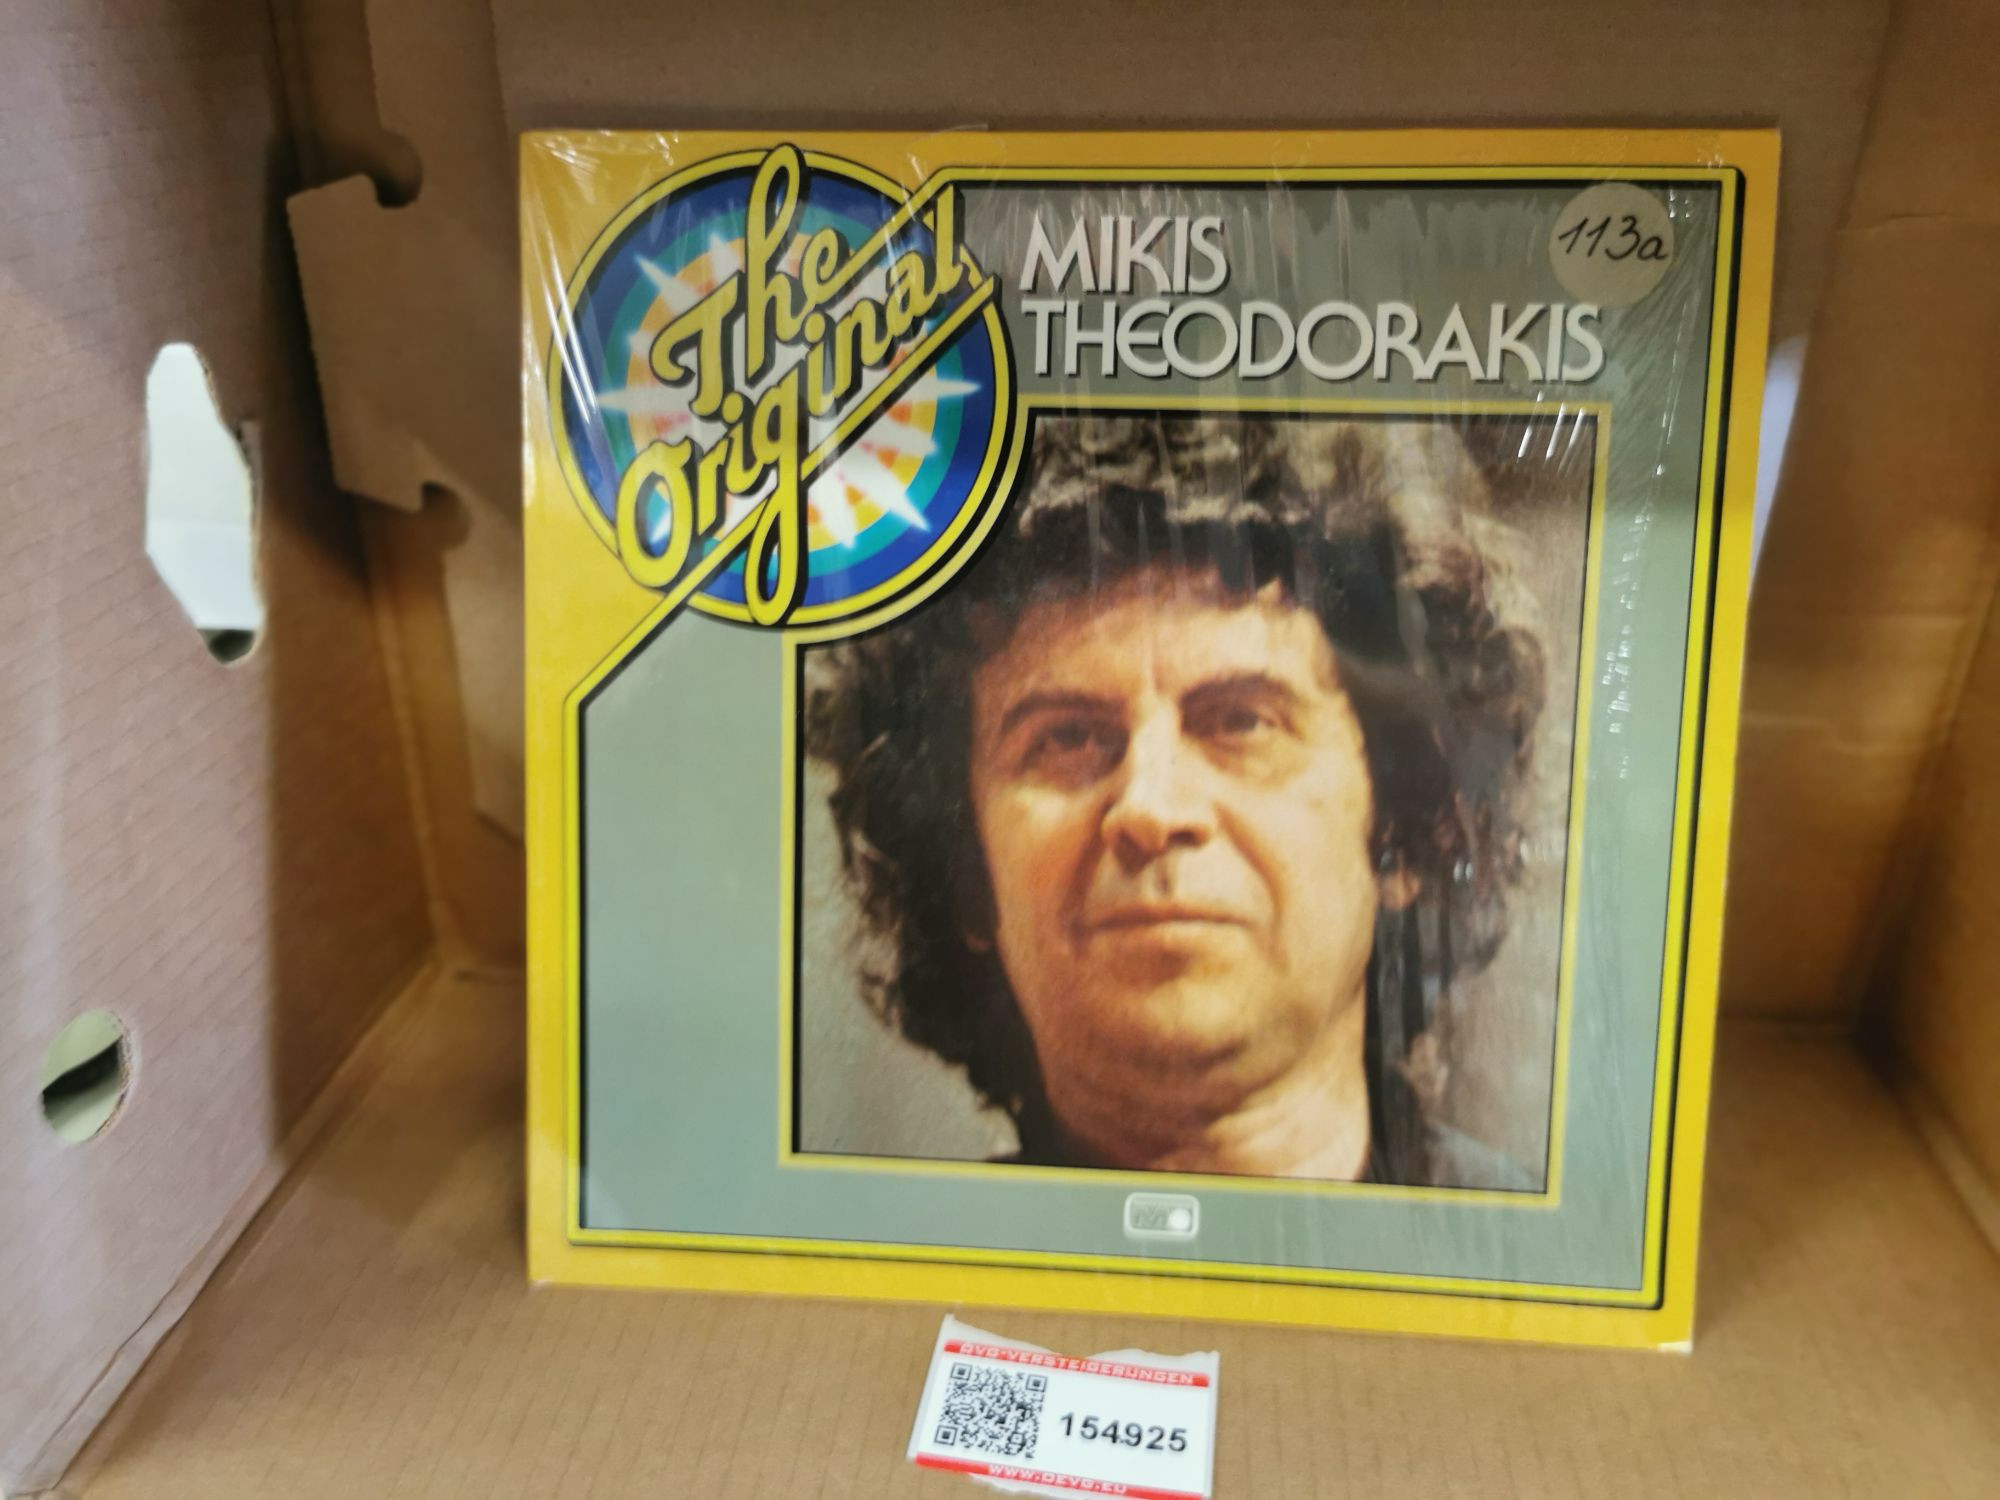 The
Original
MIKIS
THEODORAKIS
113a
DVG-VERSTEIGERUNGEN
154925
WWW.DEVG.EU